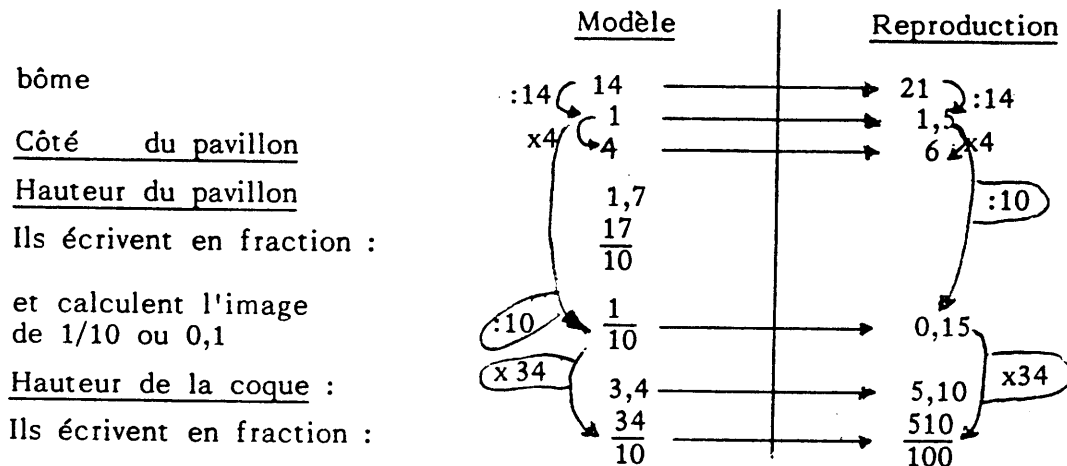 Modèle Reproduction
bôme :14 14 21 :14
1 1,5
Côté du pavillon x4 4 6 x4
Hauteur du pavillon 1,7 :10
Ils écrivent en fraction : 17/10
et calculent l'image
de 1/10 ou 0,1 :10 1/10 0,15
x 34 x34
Hauteur de la coque : 3,4 5,10
Ils écrivent en fraction : 34/10 510/100